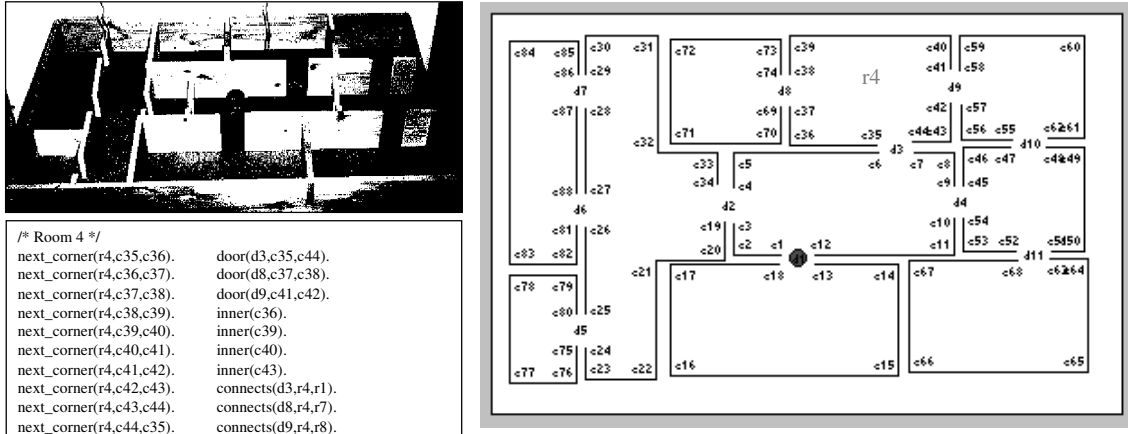 /* Room 4 */
next_corner(r4,c35,c36). door(d3,c35,c44).
next_corner(r4,c36,c37). door(d8,c37,c38).
next_corner(r4,c37,c38). door(d9,c41,c42).
next_corner(r4,c38,c39). inner(c36).
next_corner(r4,c39,c40). inner(c39).
next_corner(r4,c40,c41). inner(c40).
next_corner(r4,c41,c42). inner(c43).
next_corner(r4,c42,c43). connects(d3,r4,r1).
next_corner(r4,c43,c44). connects(d8,r4,r7).
next_corner(r4,c44,c35). connects(d9,r4,r8).
c84 c85 c30 c31 c72 c73 c39 c40 c59 c60
c86 c29 c74 c38 r4 c41 c58
d7 d8 d9
c87 c28 c69 c37 c42 c57
c71 c70 c36 c35 c44 c43 c56 c55 c62 c61
c32 d3 d10
c33 c5 c6 c7 c8 c46 c47 c48 c49
c34 c4 c9 c45
c88 c27
d6 d2 d4
c81 c26 c19 c3 c10 c54
c83 c82 c20 c2 c1 c12 c11 c53 c52 c51 c50
d1 d11
c21 c17 c18 c13 c14 c67 c68 c63 c64
c78 c79
c80 c25
d5
c75 c24
c77 c76 c23 c22 c16 c15 c66 c65